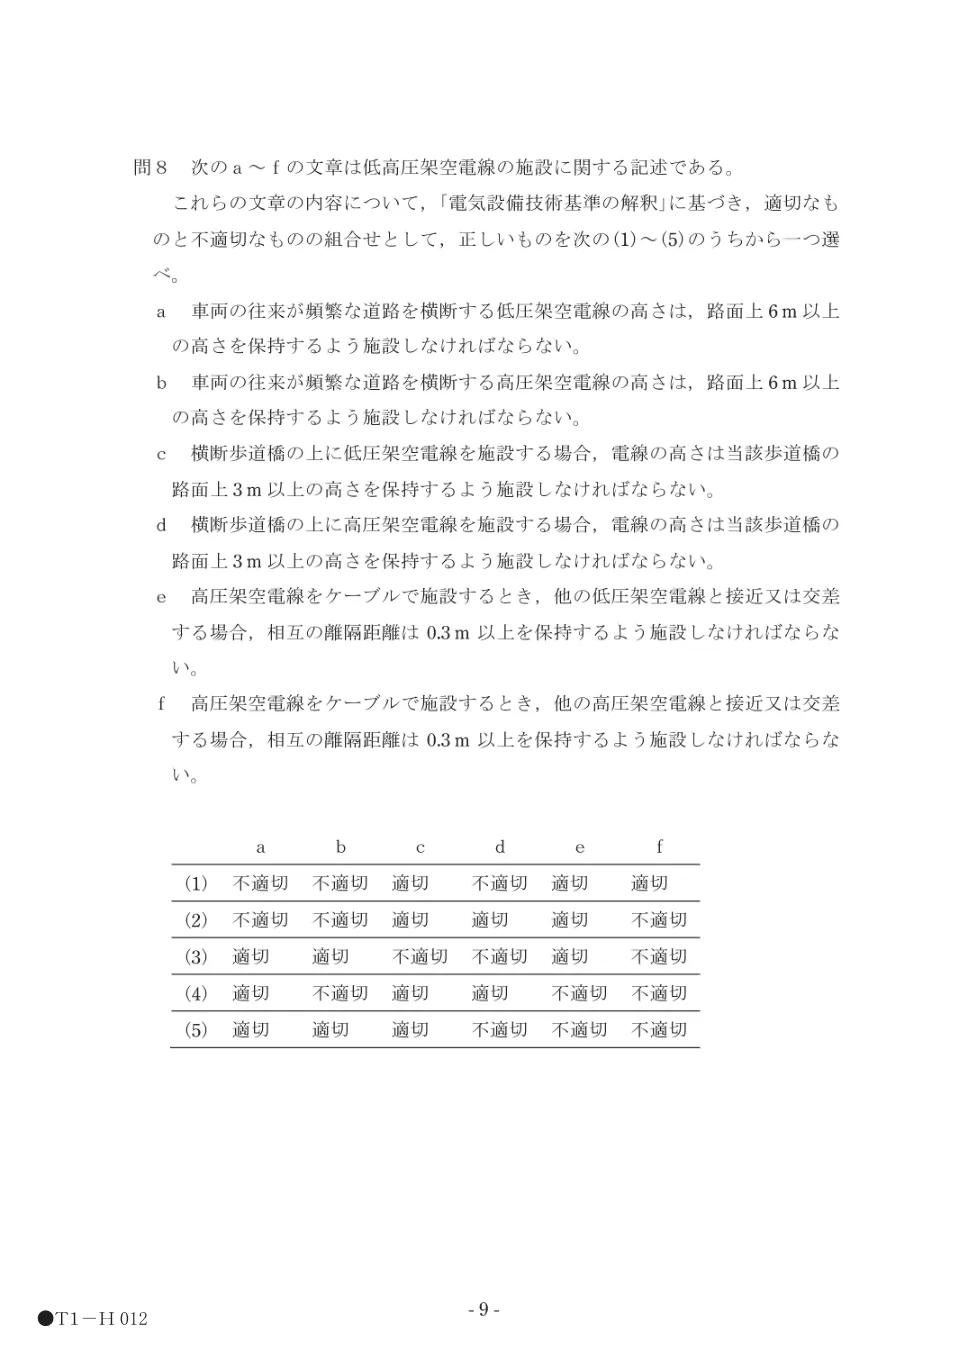 問８　次のａ～ｆの文章は低高圧架空電線の施設に関する記述である。
これらの文章の内容について，「電気設備技術基準の解釈」に基づき，適切なも
のと不適切なものの組合せとして，正しいものを次の(1)～(5)のうちから一つ選
べ。
ａ　車両の往来が頻繁な道路を横断する低圧架空電線の高さは，路面上 6 m 以上
の高さを保持するよう施設しなければならない。
ｂ　車両の往来が頻繁な道路を横断する高圧架空電線の高さは，路面上 6 m 以上
の高さを保持するよう施設しなければならない。
ｃ　横断歩道橋の上に低圧架空電線を施設する場合，電線の高さは当該歩道橋の
路面上 3 m 以上の高さを保持するよう施設しなければならない。
ｄ　横断歩道橋の上に高圧架空電線を施設する場合，電線の高さは当該歩道橋の
路面上 3 m 以上の高さを保持するよう施設しなければならない。
ｅ　高圧架空電線をケーブルで施設するとき，他の低圧架空電線と接近又は交差
する場合，相互の離隔距離は 0.3 m 以上を保持するよう施設しなければならな
い。
ｆ　高圧架空電線をケーブルで施設するとき，他の高圧架空電線と接近又は交差
する場合，相互の離隔距離は 0.3 m 以上を保持するよう施設しなければならな
い。
ａ　ｂ　ｃ　ｄ　ｅ　ｆ
(1)　不適切　不適切　適切　不適切　適切　適切
(2)　不適切　不適切　適切　適切　適切　不適切
(3)　適切　適切　不適切　不適切　適切　不適切
(4)　適切　不適切　適切　適切　不適切　不適切
(5)　適切　適切　適切　不適切　不適切　不適切
- 9 -
●T1－H 012